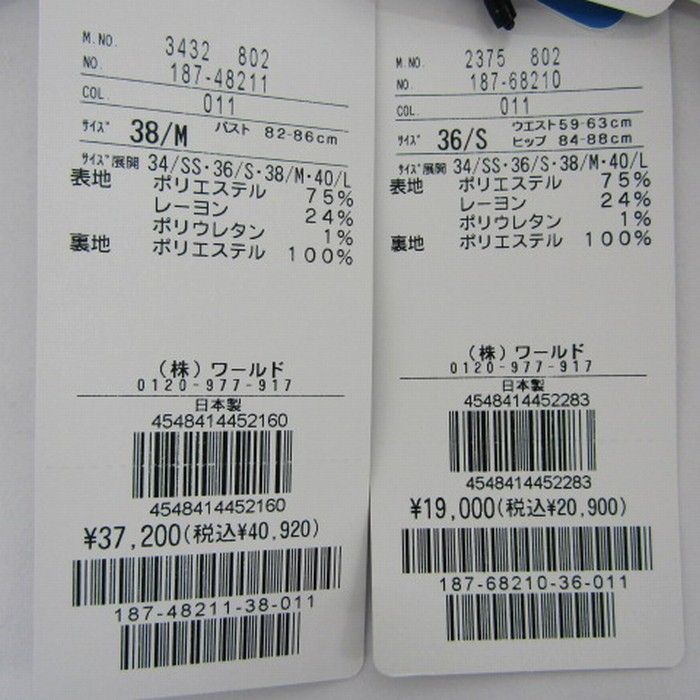 M.NO. 3432 802
NO. 187-48211
COL. 011
サイズ 38/M バスト 82-86cm
サイズ展開 34/SS・36/S・38/M・40/L
表地 ポリエステル 75%
レーヨン 24%
ポリウレタン 1%
裏地 ポリエステル 100%
(株)ワールド
0120-977-917
日本製
4548414452160
4548414452160
¥37,200(税込¥40,920)
187-48211-38-011
M.NO. 2375 802
NO. 187-68210
COL. 011
サイズ 36/S ウエスト59-63cm
ヒップ 84-88cm
サイズ展開 34/SS・36/S・38/M・40/L
表地 ポリエステル 75%
レーヨン 24%
ポリウレタン 1%
裏地 ポリエステル 100%
(株)ワールド
0120-977-917
日本製
4548414452283
4548414452283
¥19,000(税込¥20,900)
187-68210-36-011